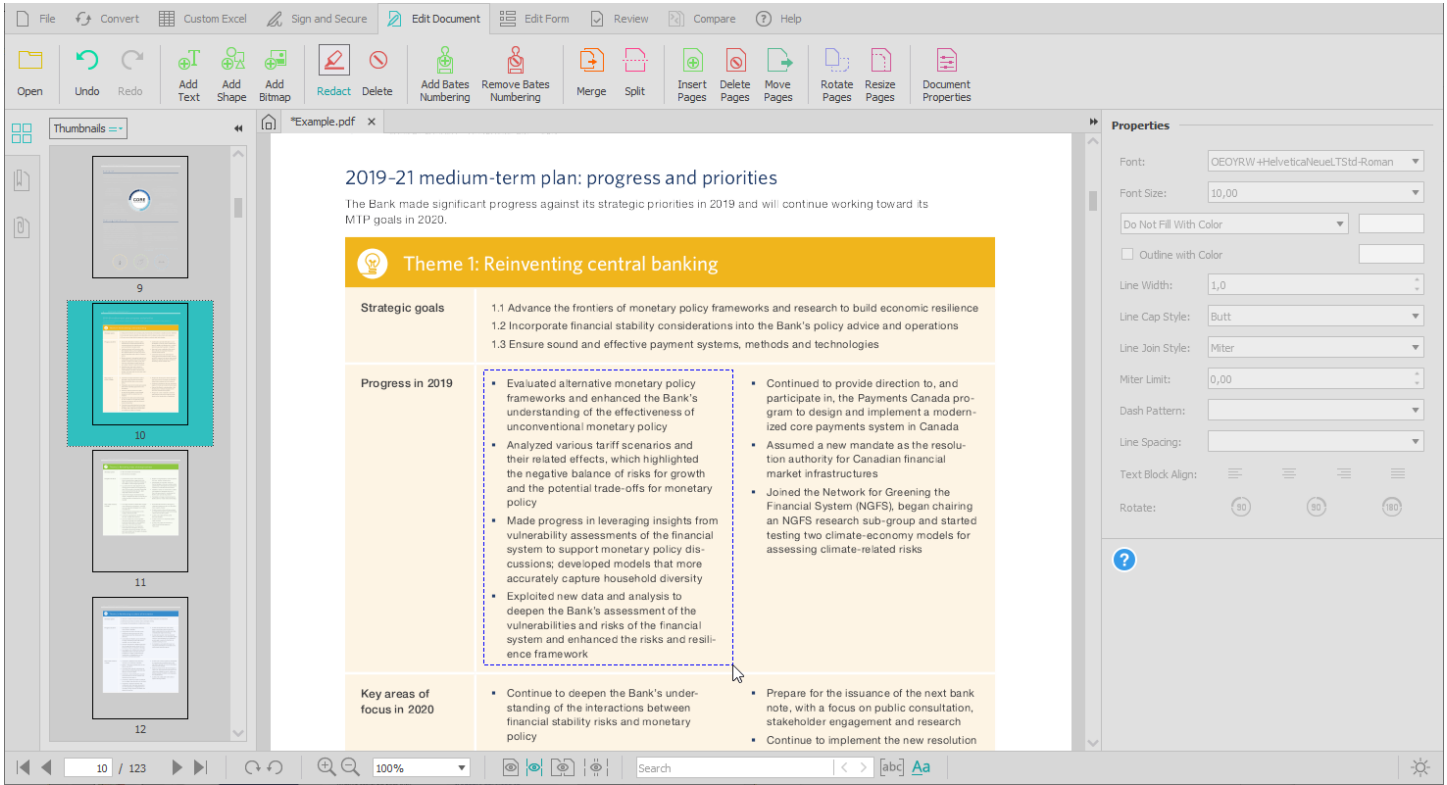 File Convert Custom Excel Sign and Secure Edit Document Edit Form Review Compare Help
Open Undo Redo Add Text Add Shape Add Bitmap Redact Delete Add Bates Numbering Remove Bates Numbering Merge Split Insert Pages Delete Pages Move Pages Rotate Pages Resize Pages Document Properties
Thumbnails
*Example.pdf
CORE
9
10
11
12
2019–21 medium-term plan: progress and priorities
The Bank made significant progress against its strategic priorities in 2019 and will continue working toward its
MTP goals in 2020.
Theme 1: Reinventing central banking
Strategic goals
1.1 Advance the frontiers of monetary policy frameworks and research to build economic resilience
1.2 Incorporate financial stability considerations into the Bank's policy advice and operations
1.3 Ensure sound and effective payment systems, methods and technologies
Progress in 2019
▪ Evaluated alternative monetary policy
frameworks and enhanced the Bank's
understanding of the effectiveness of
unconventional monetary policy
▪ Analyzed various tariff scenarios and
their related effects, which highlighted
the negative balance of risks for growth
and the potential trade-offs for monetary
policy
▪ Made progress in leveraging insights from
vulnerability assessments of the financial
system to support monetary policy dis-
cussions; developed models that more
accurately capture household diversity
▪ Exploited new data and analysis to
deepen the Bank's assessment of the
vulnerabilities and risks of the financial
system and enhanced the risks and resili-
ence framework
▪ Continued to provide direction to, and
participate in, the Payments Canada pro-
gram to design and implement a modern-
ized core payments system in Canada
▪ Assumed a new mandate as the resolu-
tion authority for Canadian financial
market infrastructures
▪ Joined the Network for Greening the
Financial System (NGFS), began chairing
an NGFS research sub-group and started
testing two climate-economy models for
assessing climate-related risks
Key areas of
focus in 2020
▪ Continue to deepen the Bank's under-
standing of the interactions between
financial stability risks and monetary
policy
▪ Prepare for the issuance of the next bank
note, with a focus on public consultation,
stakeholder engagement and research
▪ Continue to implement the new resolution
Properties
Font: OEOYRW+HelveticaNeueLTStd-Roman
Font Size: 10,00
Do Not Fill With Color
Outline with Color
Line Width: 1,0
Line Cap Style: Butt
Line Join Style: Miter
Miter Limit: 0,00
Dash Pattern:
Line Spacing:
Text Block Align:
Rotate: 90 90 180
?
10 / 123 100% Search [abc] Aa